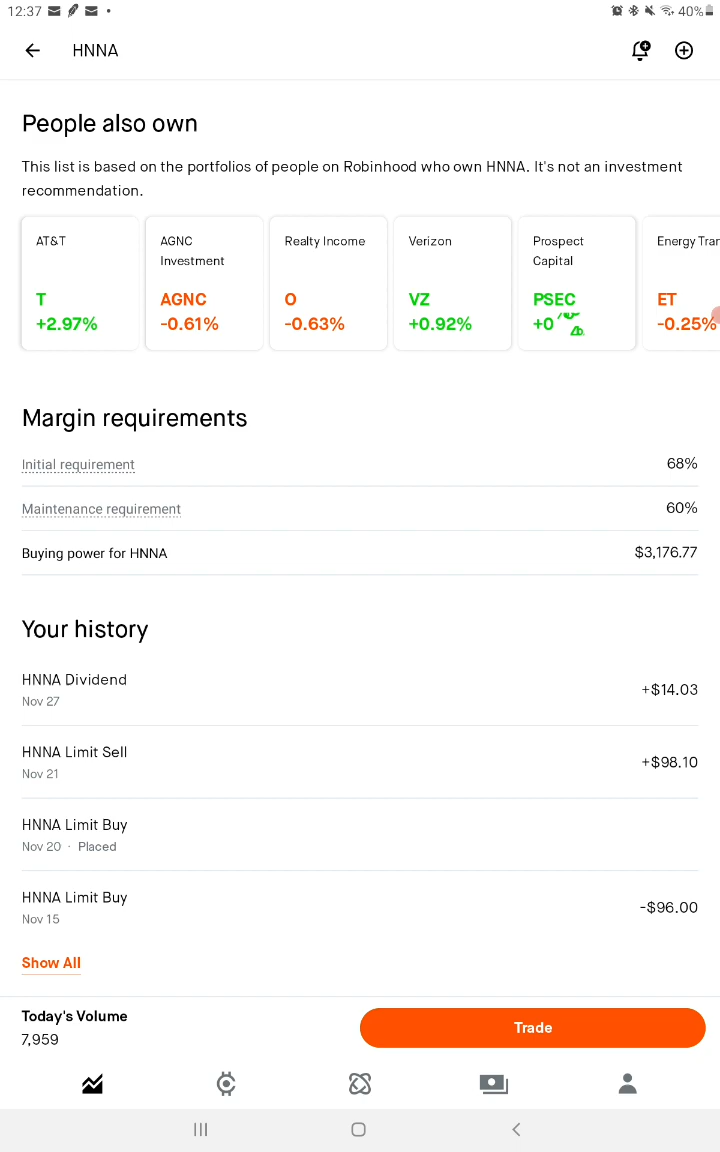 12:37
40%
HNNA
People also own
This list is based on the portfolios of people on Robinhood who own HNNA. It's not an investment
recommendation.
AT&T
T
+2.97%
AGNC
Investment
AGNC
-0.61%
Realty Income
O
-0.63%
Verizon
VZ
+0.92%
Prospect
Capital
PSEC
+0
Energy Tran
ET
-0.25%
Margin requirements
Initial requirement 68%
Maintenance requirement 60%
Buying power for HNNA $3,176.77
Your history
HNNA Dividend
Nov 27
+$14.03
HNNA Limit Sell
Nov 21
+$98.10
HNNA Limit Buy
Nov 20 · Placed
HNNA Limit Buy
Nov 15
-$96.00
Show All
Today's Volume
7,959
Trade